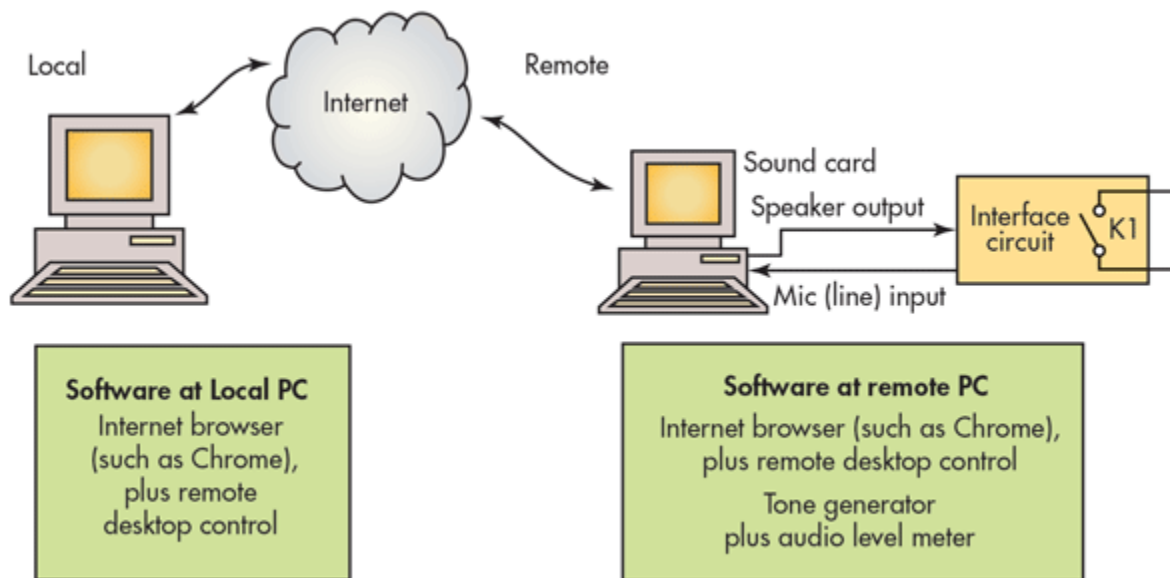 Local
Internet
Remote
Sound card
Speaker output
Interface
circuit
K1
Mic (line) input
Software at Local PC
Internet browser
(such as Chrome),
plus remote
desktop control
Software at remote PC
Internet browser (such as Chrome),
plus remote desktop control
Tone generator
plus audio level meter